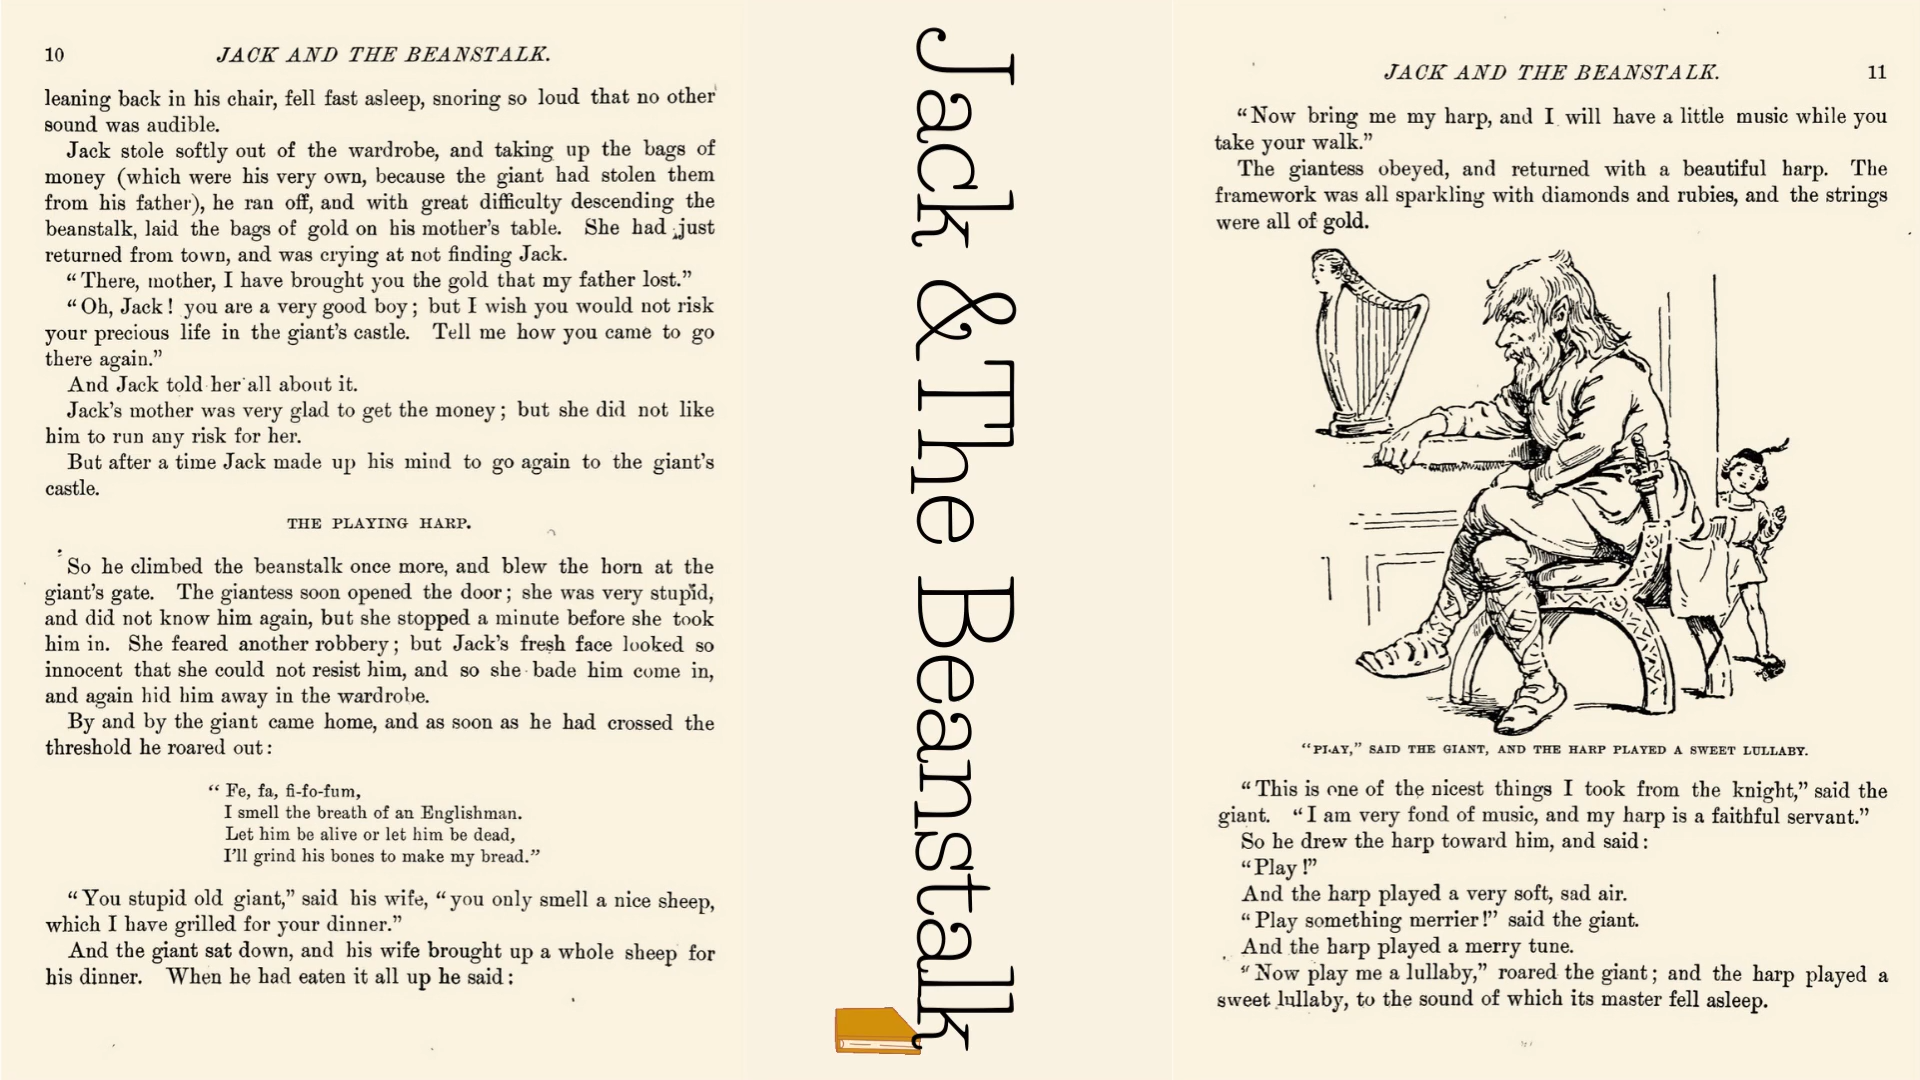 10
JACK AND THE BEANSTALK.
leaning back in his chair, fell fast asleep, snoring so loud that no other
sound was audible.
Jack stole softly out of the wardrobe, and taking up the bags of
money (which were his very own, because the giant had stolen them
from his father), he ran off, and with great difficulty descending the
beanstalk, laid the bags of gold on his mother's table. She had just
returned from town, and was crying at not finding Jack.
"There, mother, I have brought you the gold that my father lost."
"Oh, Jack! you are a very good boy; but I wish you would not risk
your precious life in the giant's castle. Tell me how you came to go
there again."
And Jack told her all about it.
Jack's mother was very glad to get the money; but she did not like
him to run any risk for her.
But after a time Jack made up his mind to go again to the giant's
castle.
THE PLAYING HARP.
So he climbed the beanstalk once more, and blew the horn at the
giant's gate. The giantess soon opened the door; she was very stupid,
and did not know him again, but she stopped a minute before she took
him in. She feared another robbery; but Jack's fresh face looked so
innocent that she could not resist him, and so she bade him come in,
and again hid him away in the wardrobe.
By and by the giant came home, and as soon as he had crossed the
threshold he roared out:
"Fe, fa, fi-fo-fum,
I smell the breath of an Englishman.
Let him be alive or let him be dead,
I'll grind his bones to make my bread."
"You stupid old giant," said his wife, "you only smell a nice sheep,
which I have grilled for your dinner."
And the giant sat down, and his wife brought up a whole sheep for
his dinner. When he had eaten it all up he said:
Jack & The Beanstalk
JACK AND THE BEANSTALK.
11
"Now bring me my harp, and I will have a little music while you
take your walk."
The giantess obeyed, and returned with a beautiful harp. The
framework was all sparkling with diamonds and rubies, and the strings
were all of gold.
"PLAY," SAID THE GIANT, AND THE HARP PLAYED A SWEET LULLABY.
"This is one of the nicest things I took from the knight," said the
giant. "I am very fond of music, and my harp is a faithful servant."
So he drew the harp toward him, and said:
"Play!"
And the harp played a very soft, sad air.
"Play something merrier!" said the giant.
And the harp played a merry tune.
"Now play me a lullaby," roared the giant; and the harp played a
sweet lullaby, to the sound of which its master fell asleep.